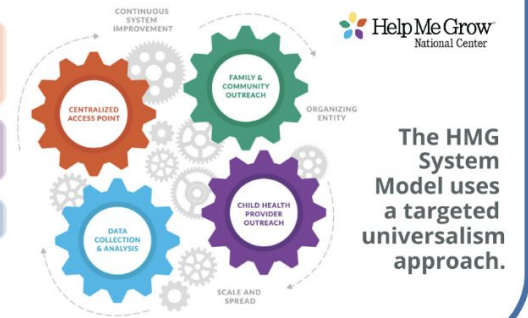 CONTINUOUS
SYSTEM
IMPROVEMENT
Help Me Grow
National Center
FAMILY &
COMMUNITY
OUTREACH
CENTRALIZED
ACCESS POINT
ORGANIZING
ENTITY
The HMG
System
Model uses
a targeted
universalism
approach.
CHILD HEALTH
PROVIDER
OUTREACH
DATA
COLLECTION
& ANALYSIS
SCALE AND
SPREAD